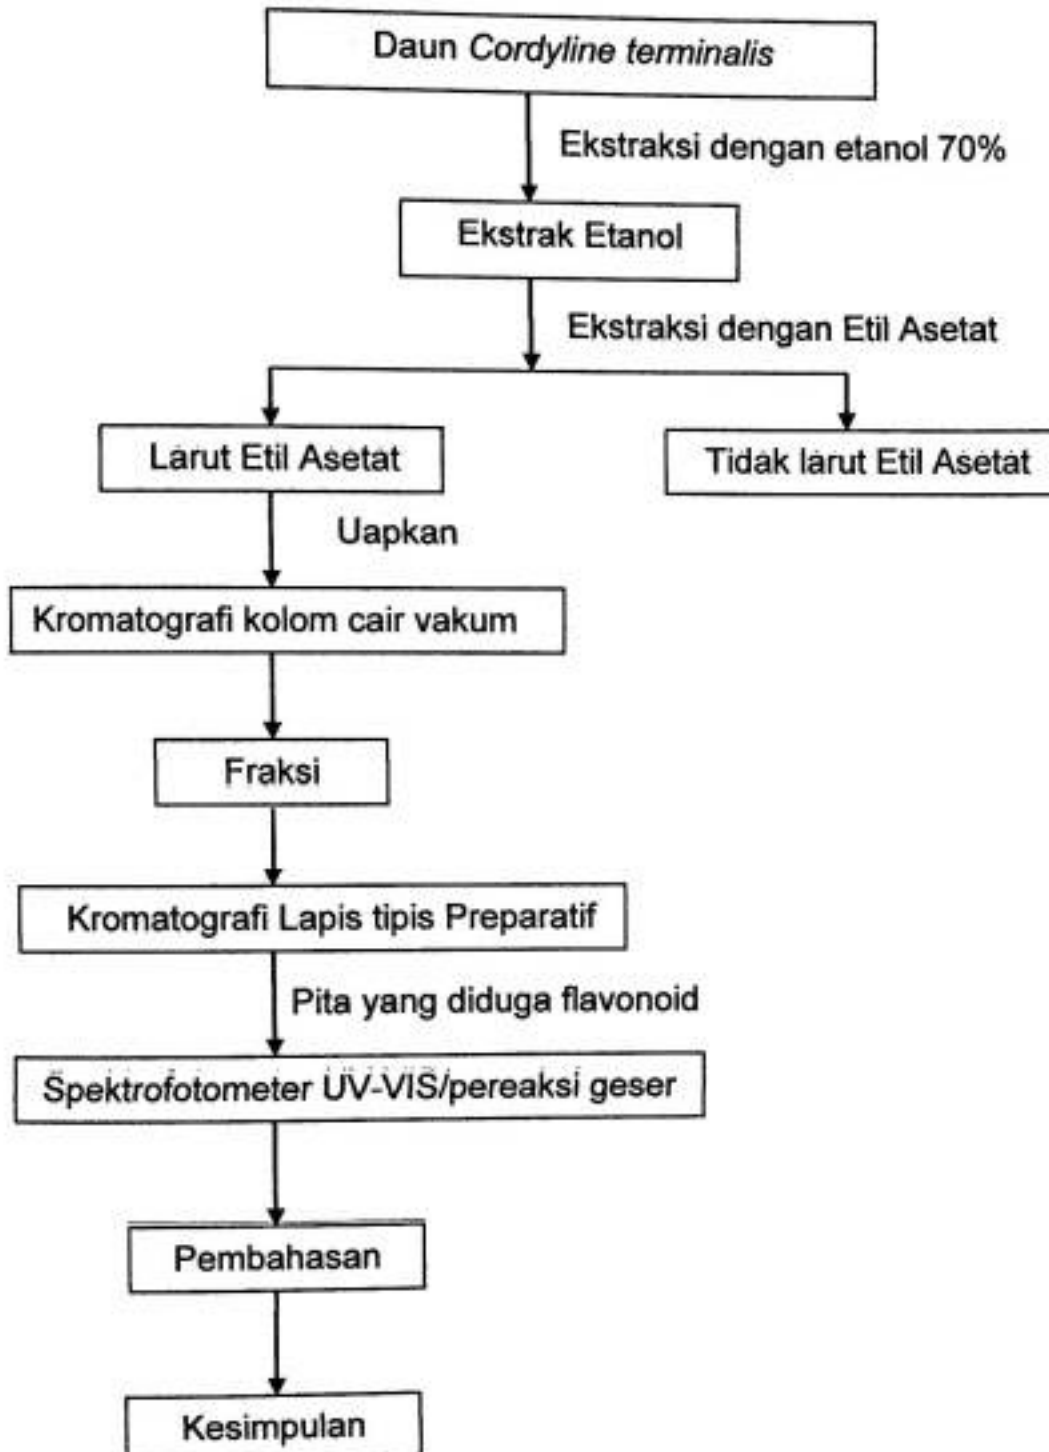 Daun Cordyline terminalis
Ekstraksi dengan etanol 70%
Ekstrak Etanol
Ekstraksi dengan Etil Asetat
Larut Etil Asetat
Tidak larut Etil Asetat
Uapkan
Kromatografi kolom cair vakum
Fraksi
Kromatografi Lapis tipis Preparatif
Pita yang diduga flavonoid
Spektrofotometer UV-VIS/pereaksi geser
Pembahasan
Kesimpulan